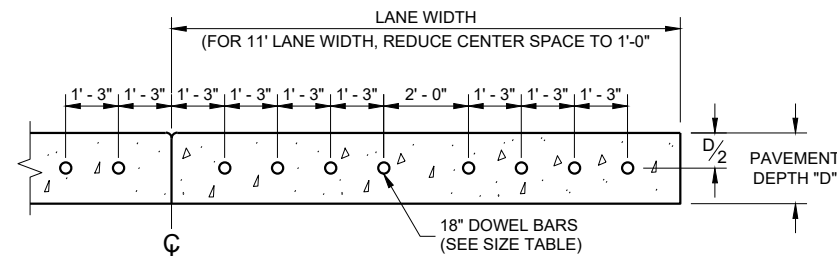 LANE WIDTH
(FOR 11' LANE WIDTH, REDUCE CENTER SPACE TO 1'-0"
1' - 3" 1' - 3" 1' - 3" 1' - 3" 1' - 3" 1' - 3" 2' - 0" 1' - 3" 1' - 3" 1' - 3"
D/2
PAVEMENT
DEPTH "D"
18" DOWEL BARS
(SEE SIZE TABLE)
℄